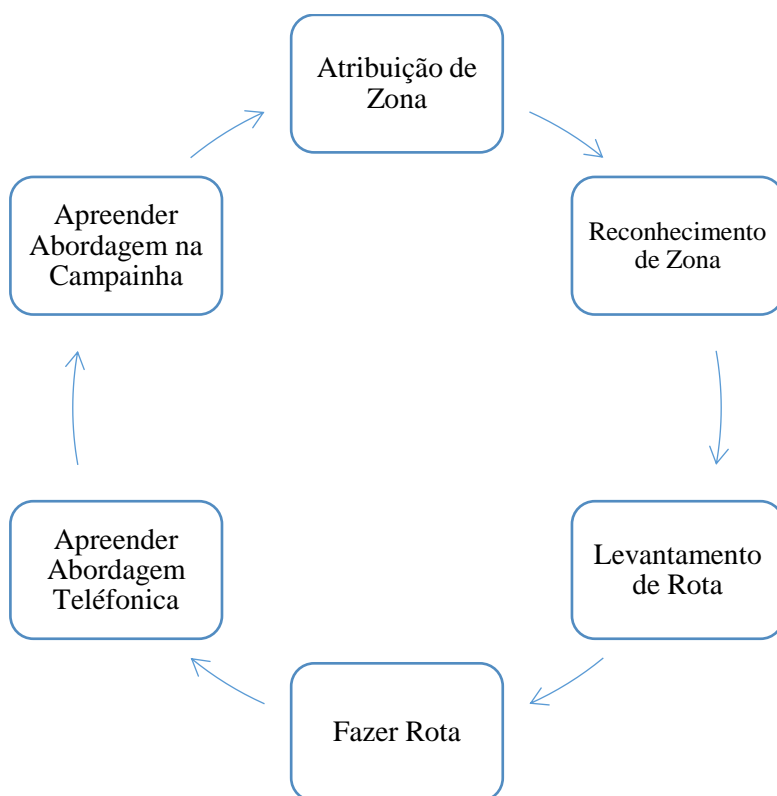 Atribuição de
Zona
Reconhecimento
de Zona
Levantamento
de Rota
Fazer Rota
Apreender
Abordagem
Teléfonica
Apreender
Abordagem na
Campainha